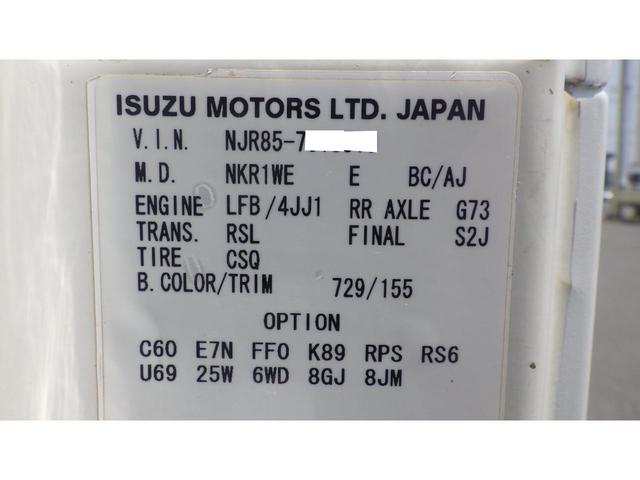 ISUZU MOTORS LTD. JAPAN
V.I.N. NJR85-7
M.D. NKR1WE E BC/AJ
ENGINE LFB/4JJ1 RR AXLE G73
TRANS. RSL FINAL S2J
TIRE CSQ
B.COLOR/TRIM 729/155
OPTION
C60 E7N FF0 K89 RPS RS6
U69 25W 6WD 8GJ 8JM